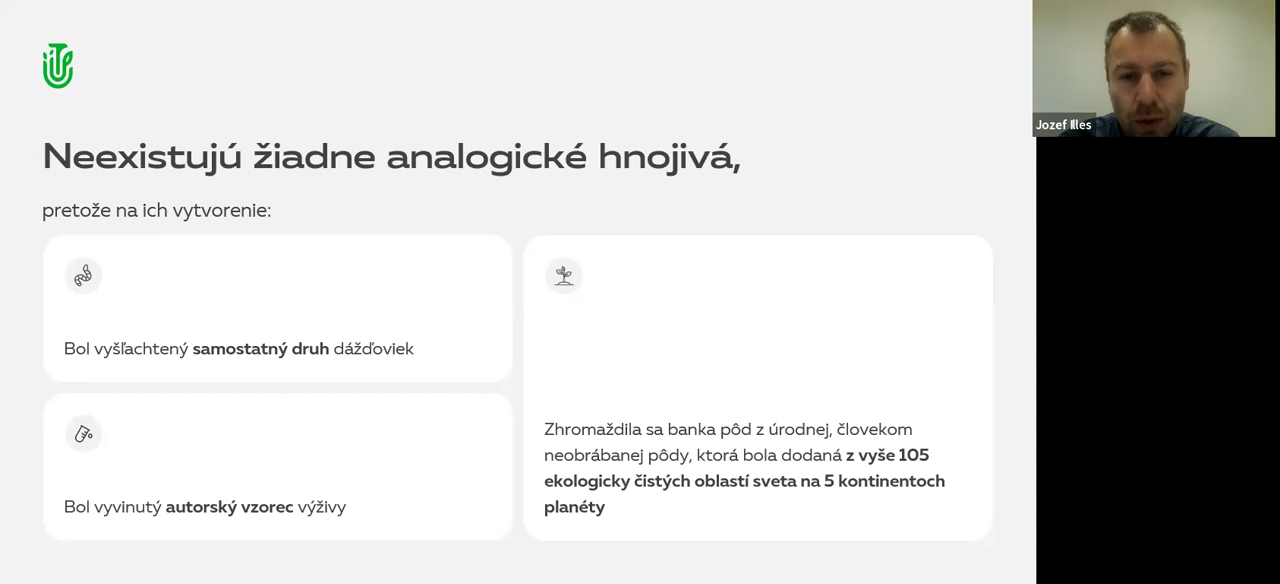 Neexistujú žiadne analogické hnojivá,
pretože na ich vytvorenie:
Bol vyšľachtený samostatný druh dážďoviek
Bol vyvinutý autorský vzorec výživy
Zhromaždila sa banka pôd z úrodnej, človekom
neobrábanej pôdy, ktorá bola dodaná z vyše 105
ekologicky čistých oblastí sveta na 5 kontinentoch
planéty
Jozef Illes